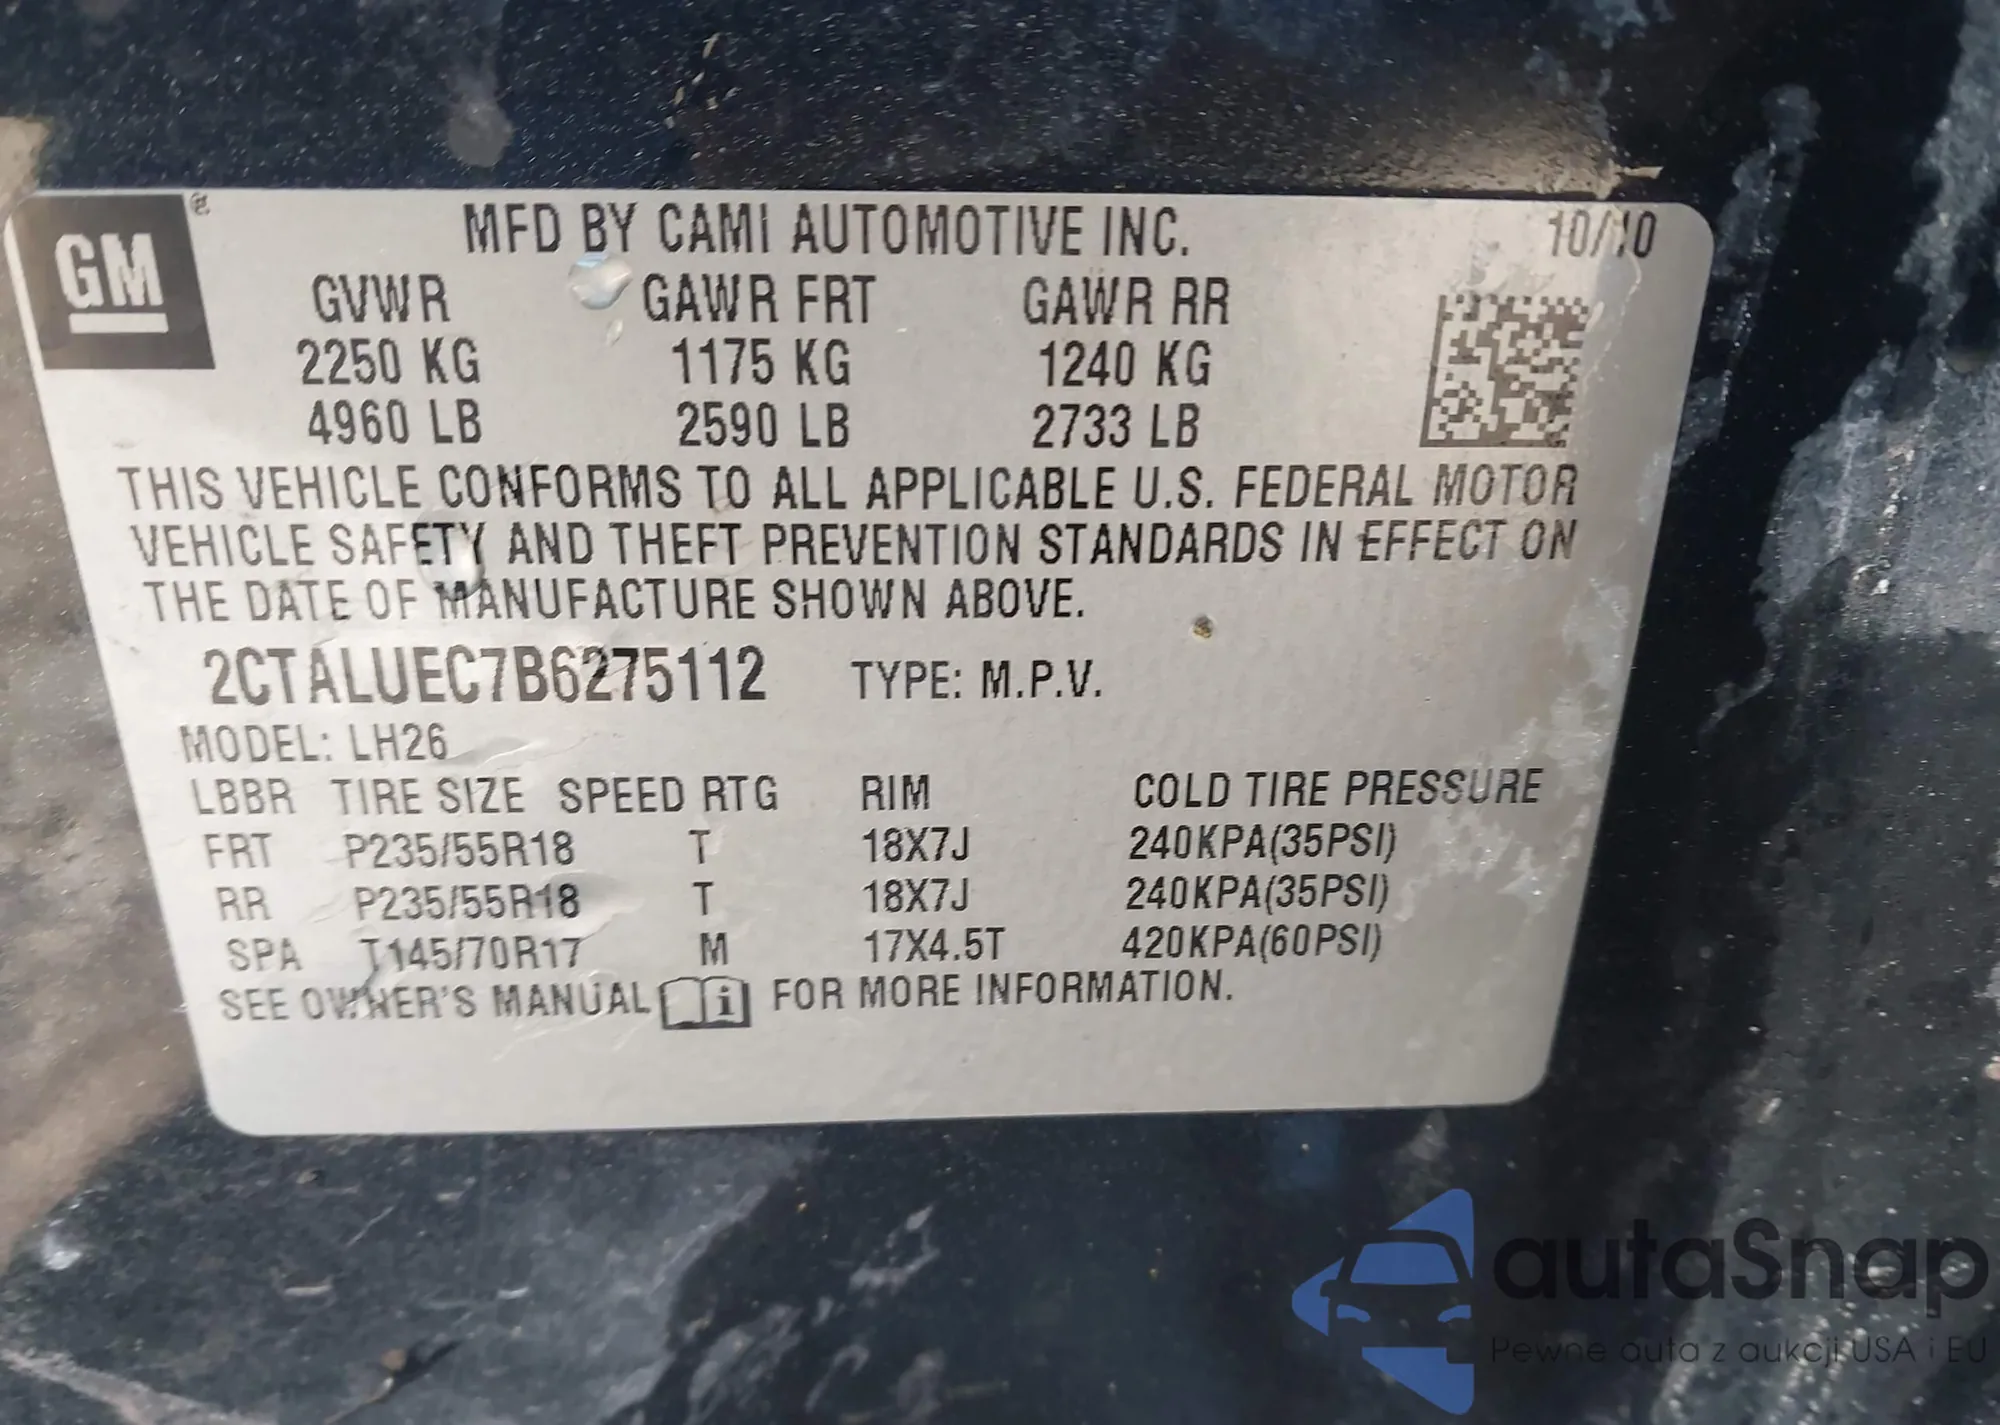 GM
MFD BY CAMI AUTOMOTIVE INC. 10/10
GVWR GAWR FRT GAWR RR
2250 KG 1175 KG 1240 KG
4960 LB 2590 LB 2733 LB
THIS VEHICLE CONFORMS TO ALL APPLICABLE U.S. FEDERAL MOTOR
VEHICLE SAFETY AND THEFT PREVENTION STANDARDS IN EFFECT ON
THE DATE OF MANUFACTURE SHOWN ABOVE.
2CTALUEC7B6275112 TYPE: M.P.V.
MODEL: LH26
LBBR TIRE SIZE SPEED RTG RIM COLD TIRE PRESSURE
FRT P235/55R18 T 18X7J 240KPA(35PSI)
RR P235/55R18 T 18X7J 240KPA(35PSI)
SPA T145/70R17 M 17X4.5T 420KPA(60PSI)
SEE OWNER'S MANUAL i FOR MORE INFORMATION.
autaSnap
Pewne auta z aukcji USA i EU